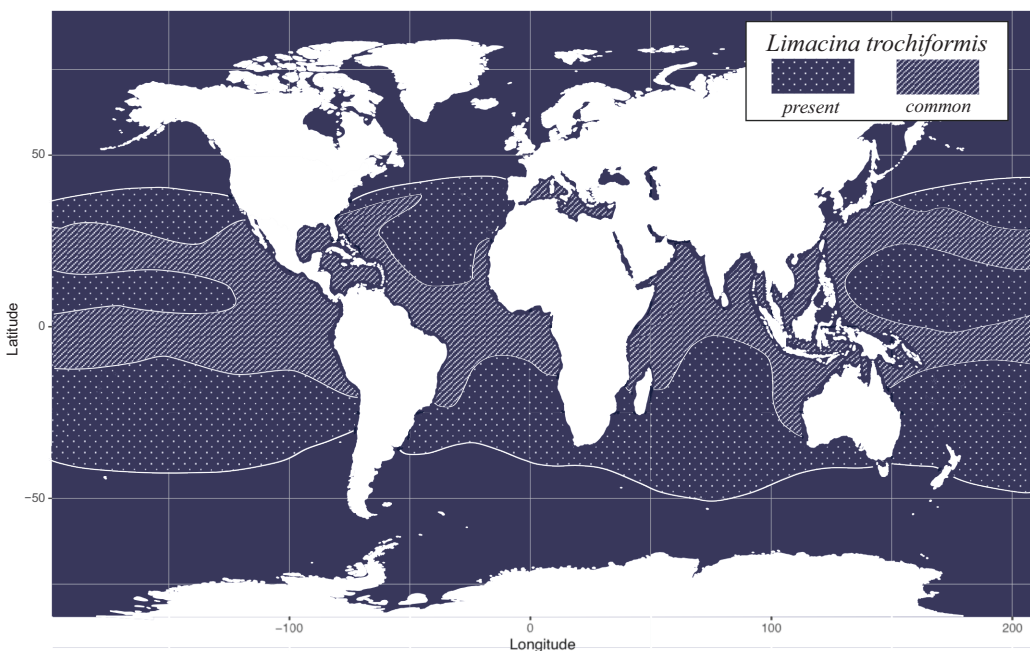 Limacina trochiformis
present common
50
0
−50
Latitude
−100 0 100 200
Longitude